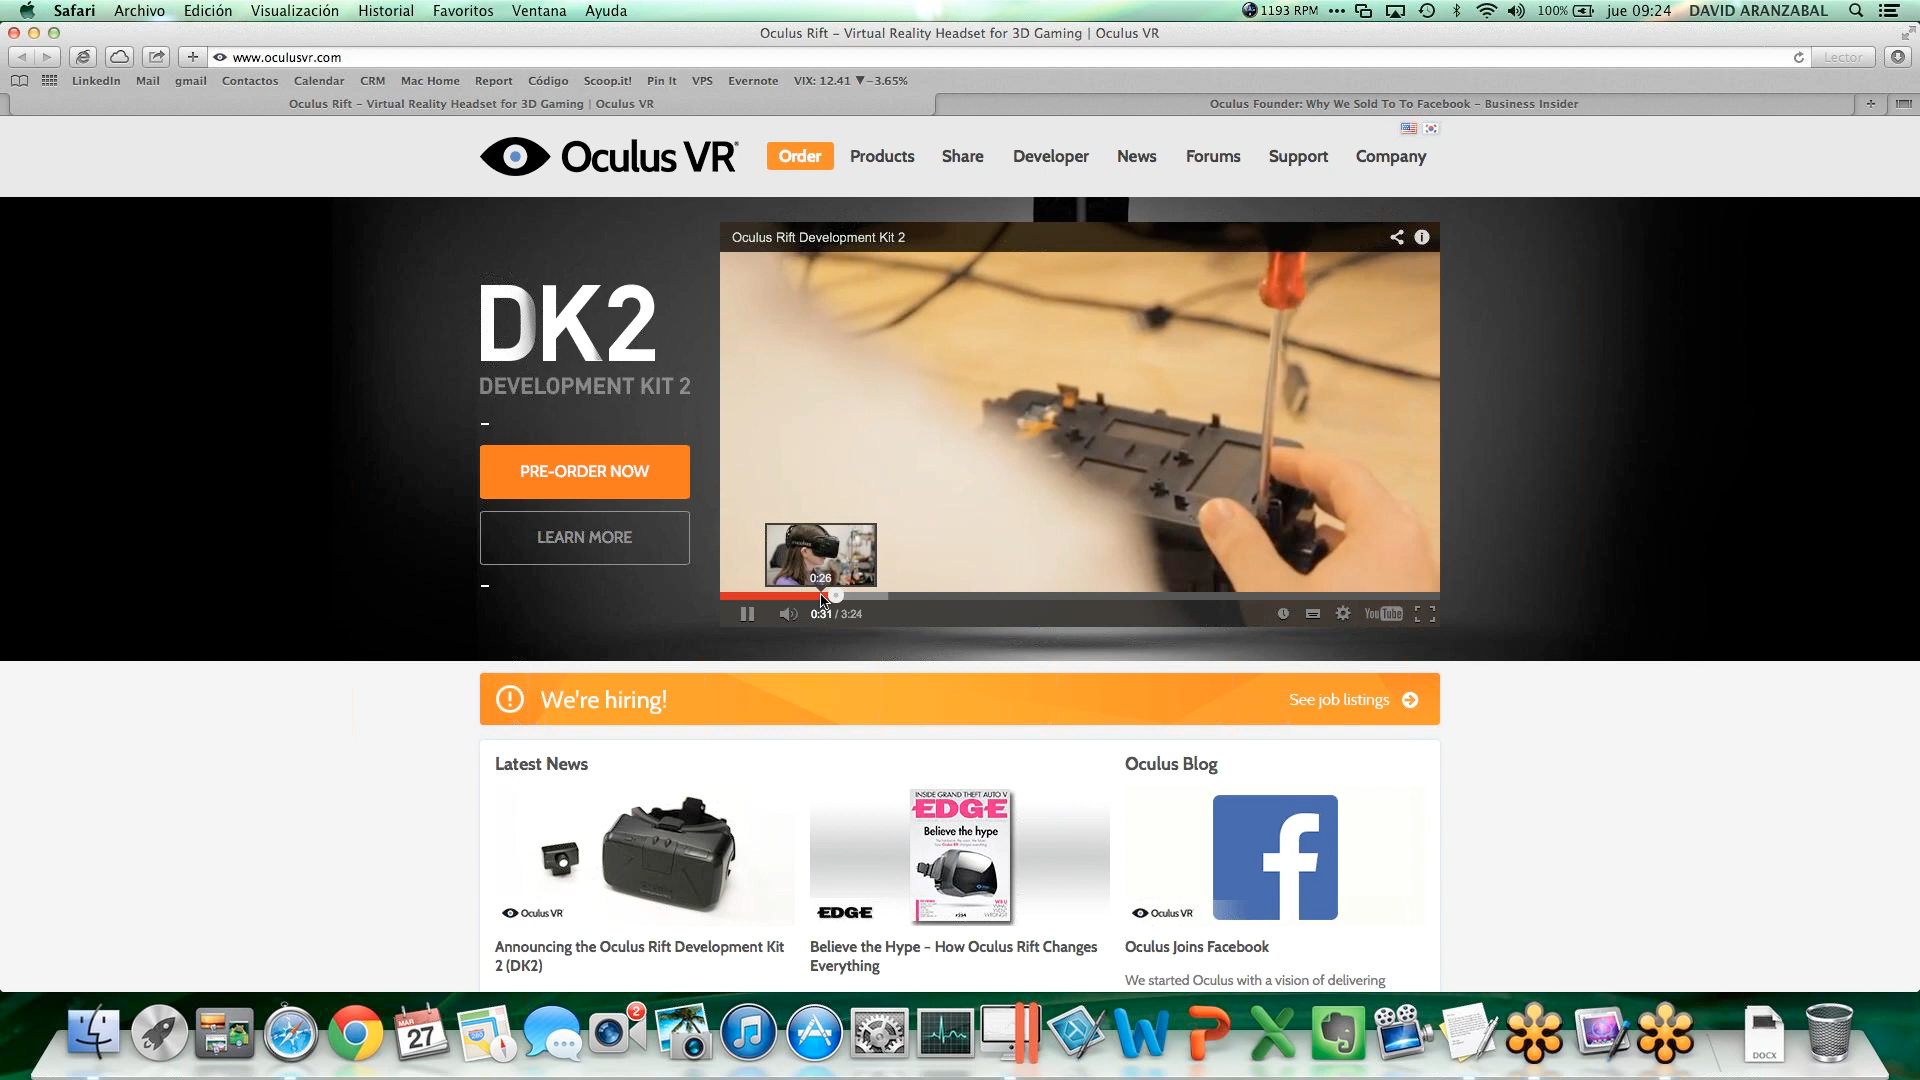 Safari Archivo Edición Visualización Historial Favoritos Ventana Ayuda 1193 RPM 100% jue 09:24 DAVID ARANZABAL
Oculus Rift – Virtual Reality Headset for 3D Gaming | Oculus VR
www.oculusvr.com Lector
LinkedIn Mail gmail Contactos Calendar CRM Mac Home Report Código Scoop.it! Pin It VPS Evernote VIX: 12.41 ▼−3.65%
Oculus Rift – Virtual Reality Headset for 3D Gaming | Oculus VR Oculus Founder: Why We Sold To To Facebook – Business Insider
Oculus VR Order Products Share Developer News Forums Support Company
Oculus Rift Development Kit 2
DK2
DEVELOPMENT KIT 2
PRE-ORDER NOW
LEARN MORE
0:26
0:31 / 3:24 YouTube
We're hiring! See job listings
Latest News Oculus Blog
INSIDE GRAND THEFT AUTO V
EDGE
Believe the hype
Oculus VR EDGE Oculus VR
Announcing the Oculus Rift Development Kit
2 (DK2)
Believe the Hype – How Oculus Rift Changes
Everything
Oculus Joins Facebook
We started Oculus with a vision of delivering
MAR
27
2
DOCX